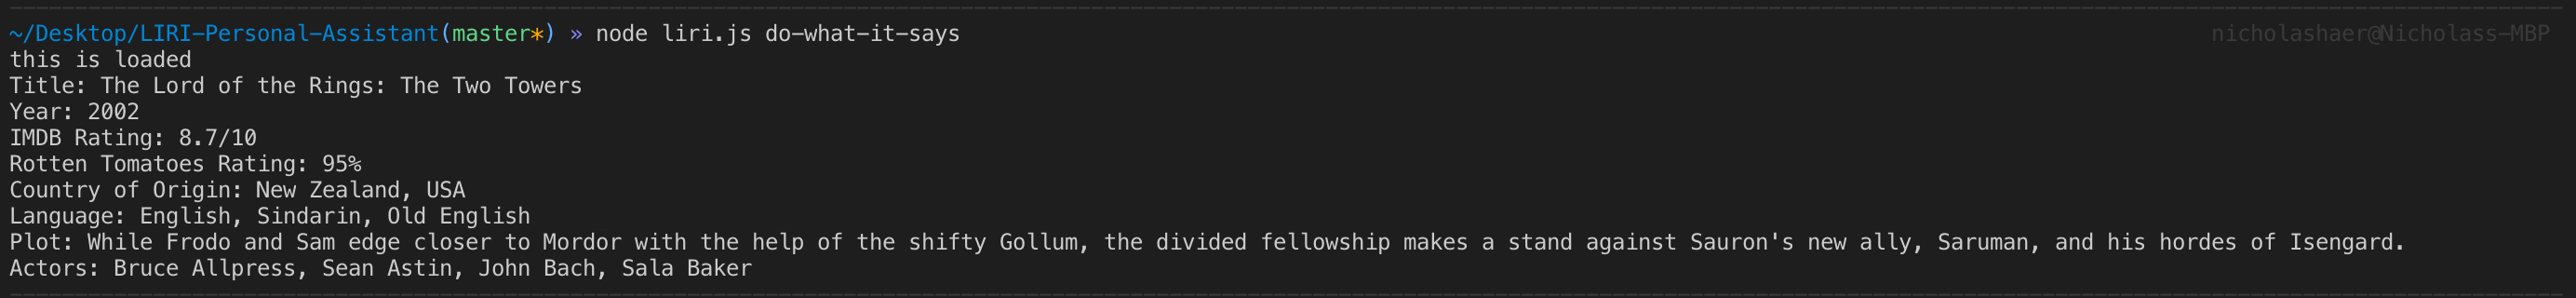 ~/Desktop/LIRI-Personal-Assistant(master*) » node liri.js do-what-it-says nicholashaer@Nicholass-MBP
this is loaded
Title: The Lord of the Rings: The Two Towers
Year: 2002
IMDB Rating: 8.7/10
Rotten Tomatoes Rating: 95%
Country of Origin: New Zealand, USA
Language: English, Sindarin, Old English
Plot: While Frodo and Sam edge closer to Mordor with the help of the shifty Gollum, the divided fellowship makes a stand against Sauron's new ally, Saruman, and his hordes of Isengard.
Actors: Bruce Allpress, Sean Astin, John Bach, Sala Baker